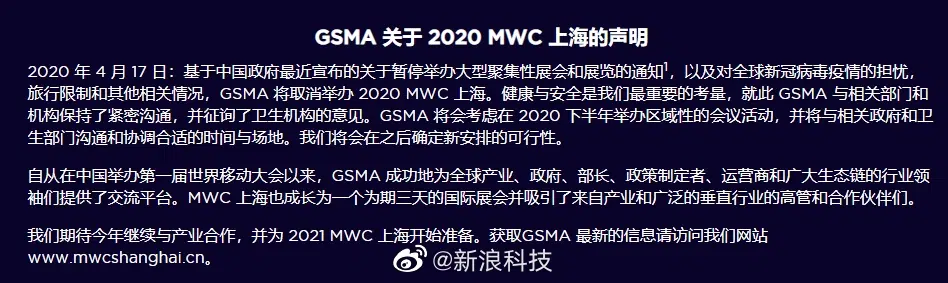 GSMA 关于 2020 MWC 上海的声明
2020 年 4 月 17 日：基于中国政府最近宣布的关于暂停举办大型聚集性展会和展览的通知¹，以及对全球新冠病毒疫情的担忧，
旅行限制和其他相关情况，GSMA 将取消举办 2020 MWC 上海。健康与安全是我们最重要的考量，就此 GSMA 与相关部门和
机构保持了紧密沟通，并征询了卫生机构的意见。GSMA 将会考虑在 2020 下半年举办区域性的会议活动，并将与相关政府和卫
生部门沟通和协调合适的时间与场地。我们将会在之后确定新安排的可行性。
自从在中国举办第一届世界移动大会以来，GSMA 成功地为全球产业、政府、部长、政策制定者、运营商和广大生态链的行业领
袖们提供了交流平台。MWC 上海也成长为一个为期三天的国际展会并吸引了来自产业和广泛的垂直行业的高管和合作伙伴们。
我们期待今年继续与产业合作，并为 2021 MWC 上海开始准备。获取GSMA 最新的信息请访问我们网站
www.mwcshanghai.cn。
@新浪科技